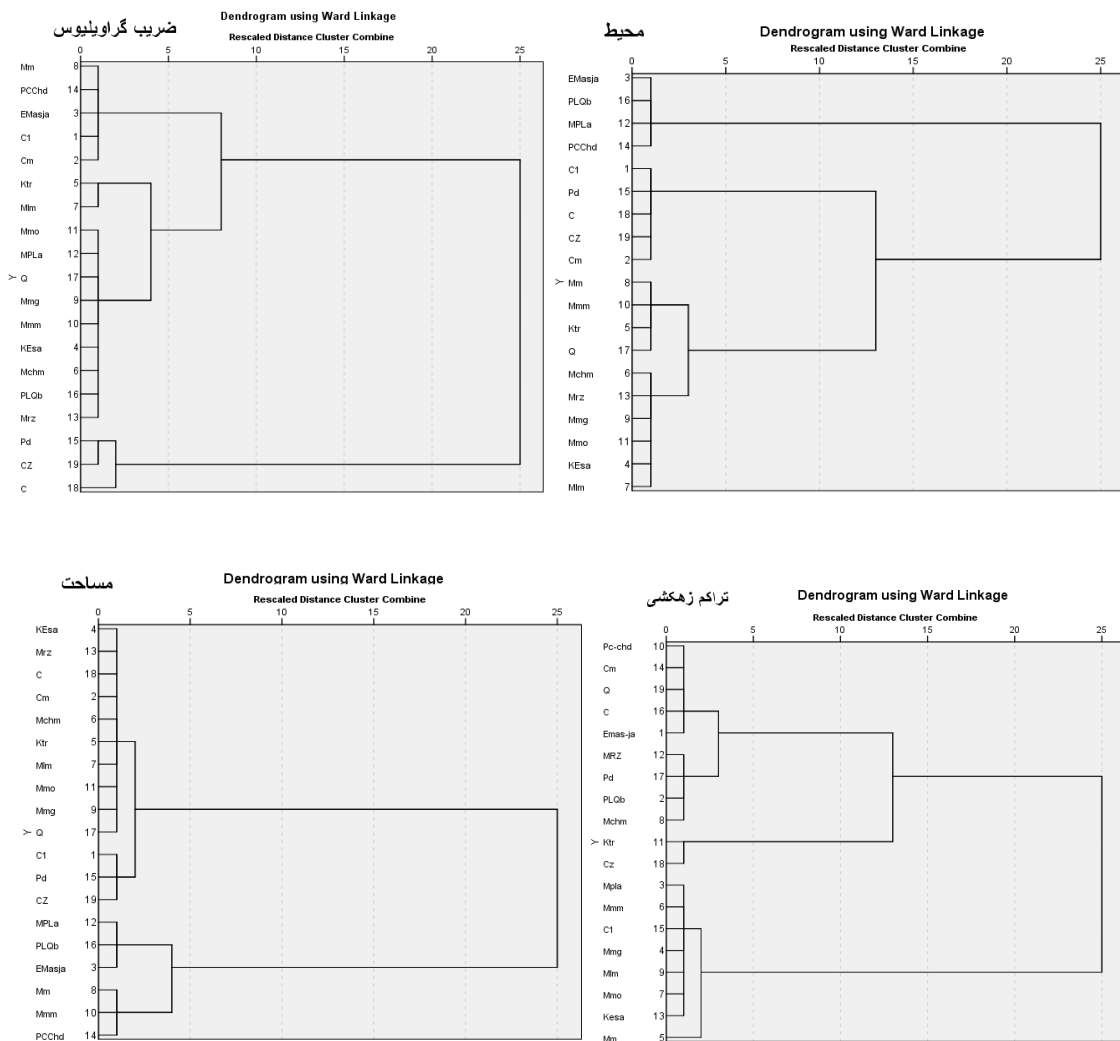 ضریب گراویلیوس
Dendrogram using Ward Linkage
Rescaled Distance Cluster Combine
0 5 10 15 20 25
Mm 8
PCChd 14
EMasja 3
C1 1
Cm 2
Ktr 5
Mlm 7
Mmo 11
MPLa 12
Y Q 17
Mmg 9
Mmm 10
KEsa 4
Mchm 6
PLQb 16
Mrz 13
Pd 15
CZ 19
C 18
محیط
Dendrogram using Ward Linkage
Rescaled Distance Cluster Combine
0 5 10 15 20 25
EMasja 3
PLQb 16
MPLa 12
PCChd 14
C1 1
Pd 15
C 18
CZ 19
Cm 2
Y Mm 8
Mmm 10
Ktr 5
Q 17
Mchm 6
Mrz 13
Mmg 9
Mmo 11
KEsa 4
Mlm 7
مساحت
Dendrogram using Ward Linkage
Rescaled Distance Cluster Combine
0 5 10 15 20 25
KEsa 4
Mrz 13
C 18
Cm 2
Mchm 6
Ktr 5
Mlm 7
Mmo 11
Mmg 9
Y Q 17
C1 1
Pd 15
CZ 19
MPLa 12
PLQb 16
EMasja 3
Mm 8
Mmm 10
PCChd 14
تراکم زهکشی
Dendrogram using Ward Linkage
Rescaled Distance Cluster Combine
0 5 10 15 20 25
Pc-chd 10
Cm 14
Q 19
C 16
Emas-ja 1
MRZ 12
Pd 17
PLQb 2
Mchm 8
Y Ktr 11
Cz 18
Mpla 3
Mmm 6
C1 15
Mmg 4
Mlm 9
Mmo 7
Kesa 13
Mm 5